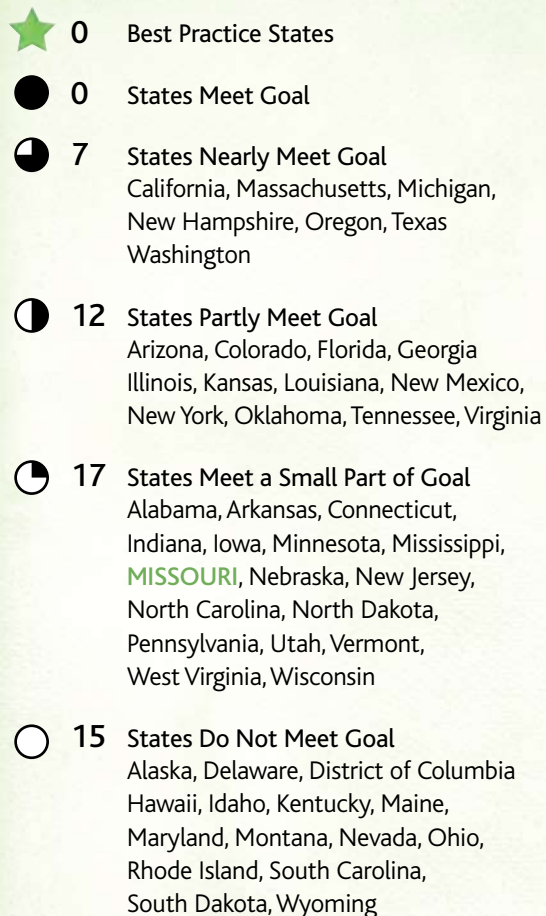 0 Best Practice States
0 States Meet Goal
7 States Nearly Meet Goal
California, Massachusetts, Michigan,
New Hampshire, Oregon, Texas
Washington
12 States Partly Meet Goal
Arizona, Colorado, Florida, Georgia
Illinois, Kansas, Louisiana, New Mexico,
New York, Oklahoma, Tennessee, Virginia
17 States Meet a Small Part of Goal
Alabama, Arkansas, Connecticut,
Indiana, Iowa, Minnesota, Mississippi,
MISSOURI, Nebraska, New Jersey,
North Carolina, North Dakota,
Pennsylvania, Utah, Vermont,
West Virginia, Wisconsin
15 States Do Not Meet Goal
Alaska, Delaware, District of Columbia
Hawaii, Idaho, Kentucky, Maine,
Maryland, Montana, Nevada, Ohio,
Rhode Island, South Carolina,
South Dakota, Wyoming